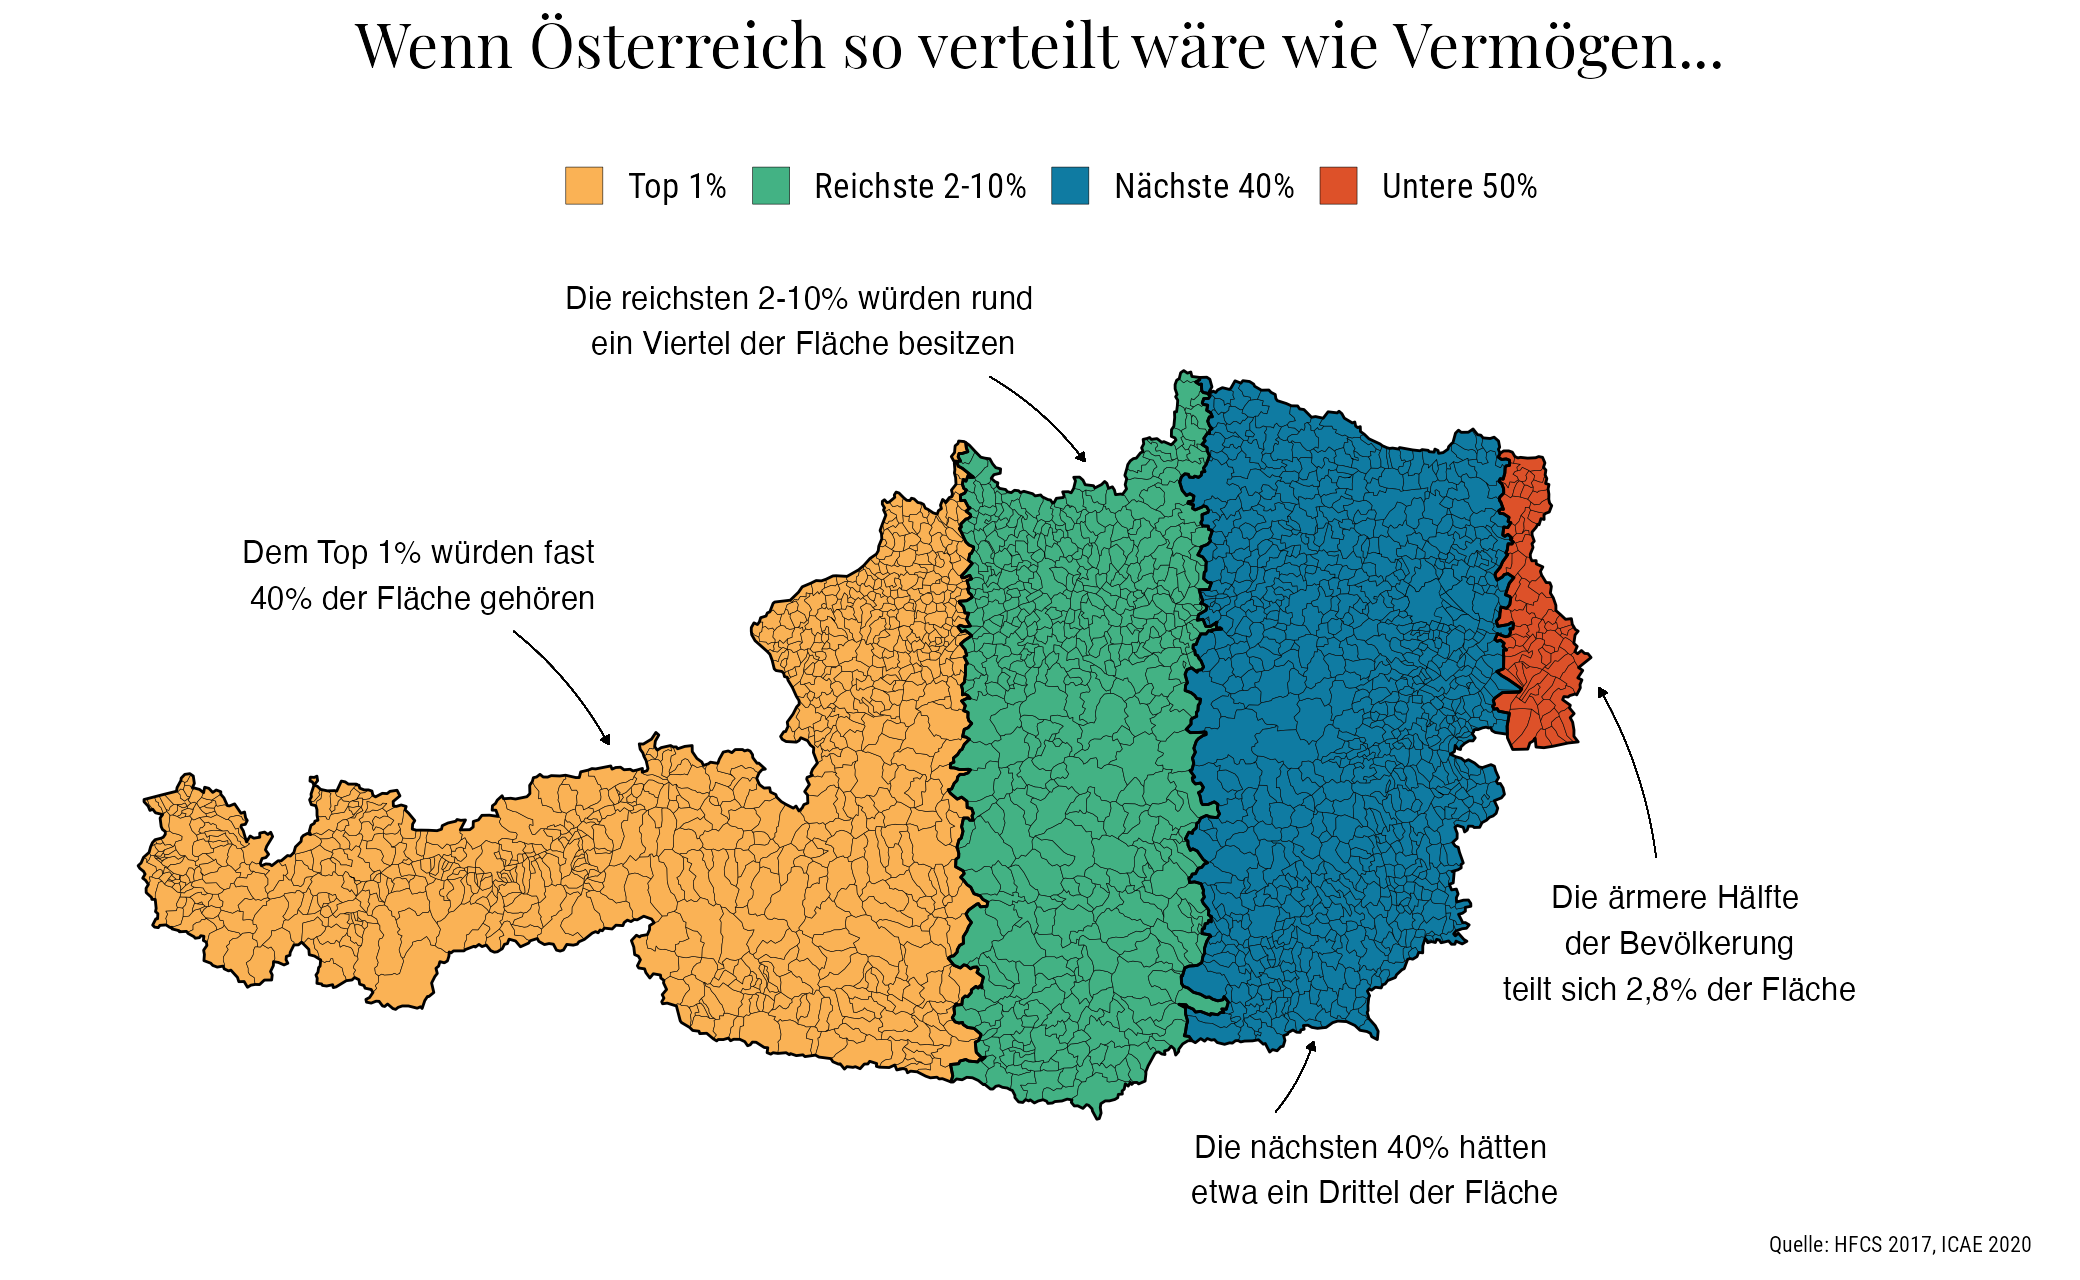 Wenn Österreich so verteilt wäre wie Vermögen...
Top 1%
Reichste 2-10%
Nächste 40%
Untere 50%
Die reichsten 2-10% würden rund
ein Viertel der Fläche besitzen
Dem Top 1% würden fast
40% der Fläche gehören
Die ärmere Hälfte
der Bevölkerung
teilt sich 2,8% der Fläche
Die nächsten 40% hätten
etwa ein Drittel der Fläche
Quelle: HFCS 2017, ICAE 2020